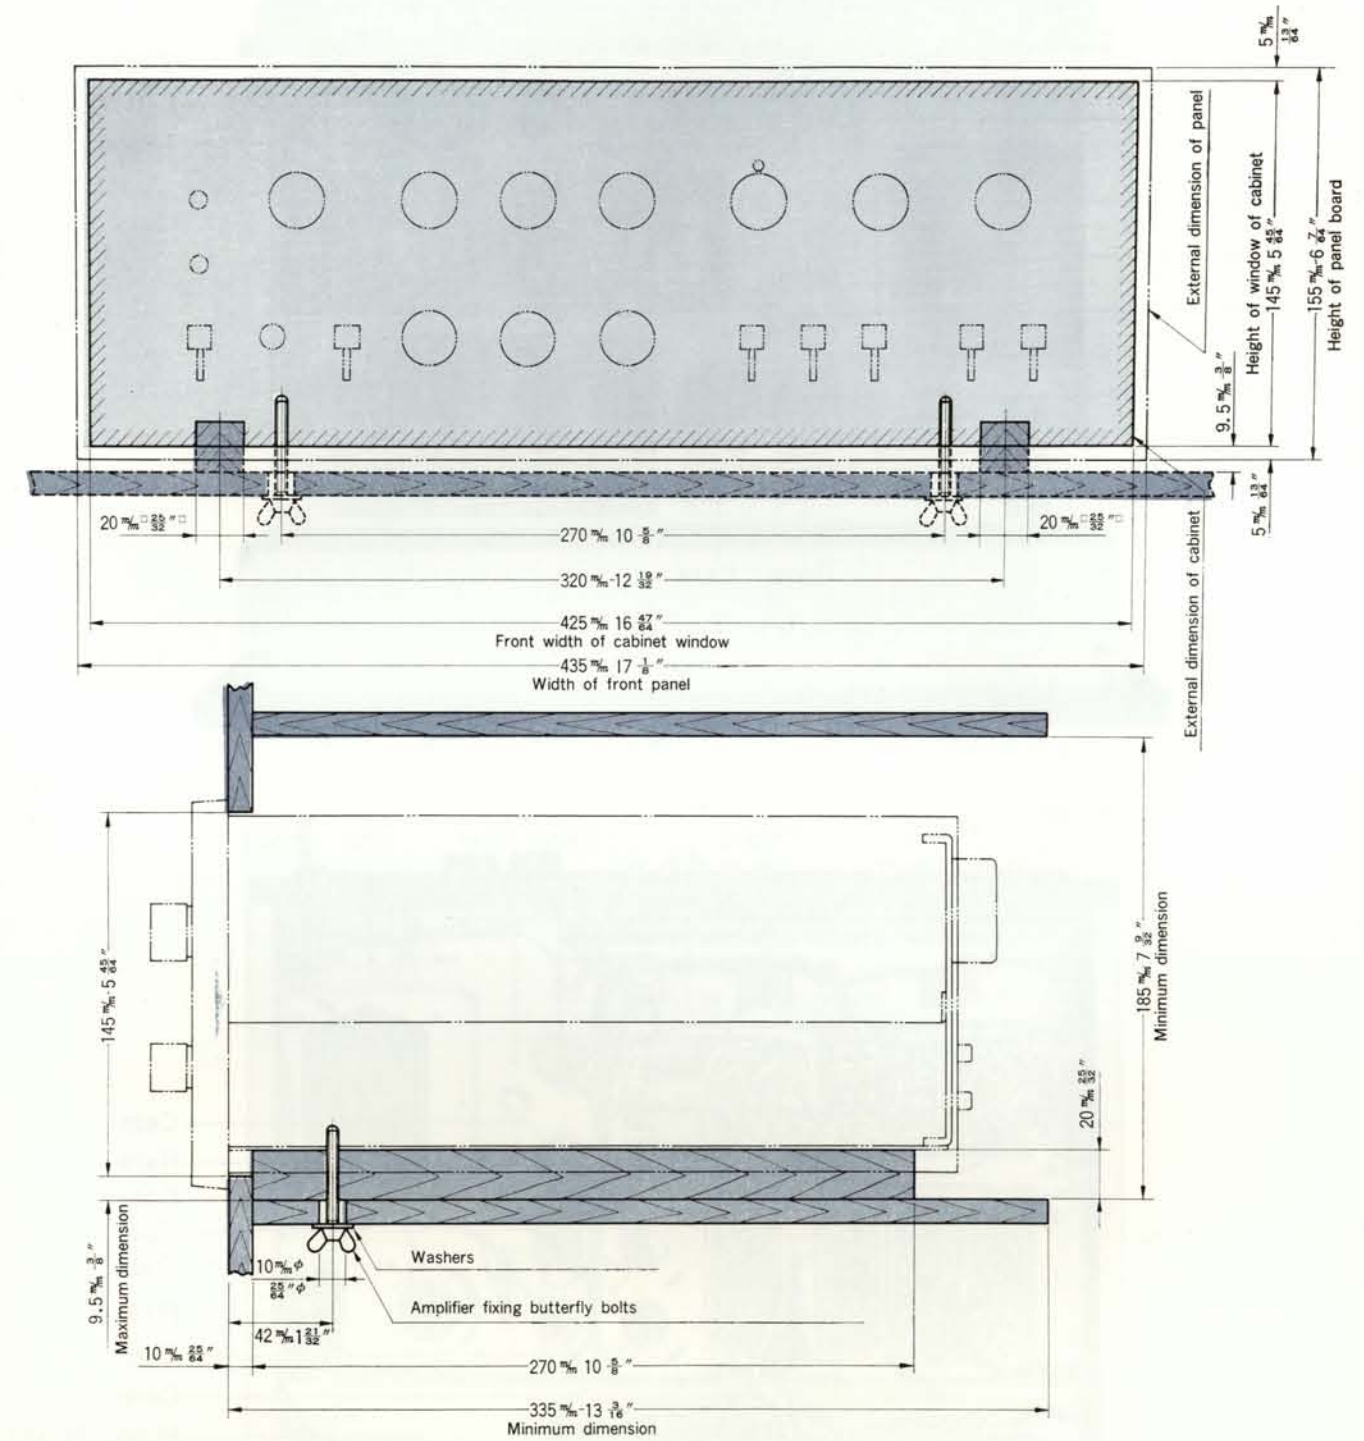 5 m/m 13/64"
External dimension of panel
Height of window of cabinet
145 m/m 5 45/64"
155 m/m-6 7/64"
Height of panel board
9.5 m/m 3/8"
5 m/m 13/64"
20 m/m□ 25/32"□
270 m/m 10 5/8"
20 m/m□ 25/32"□
320 m/m-12 19/32"
425 m/m 16 47/64"
Front width of cabinet window
435 m/m 17 1/8"
Width of front panel
External dimension of cabinet
145 m/m-5 45/64"
185 m/m 7 9/32"
Minimum dimension
20 m/m 25/32"
9.5 m/m 3/8"
Maximum dimension
10 m/m φ
25/64" φ
Washers
Amplifier fixing butterfly bolts
42 m/m 1 21/32"
10 m/m 25/64"
270 m/m 10 5/8"
335 m/m-13 3/16"
Minimum dimension